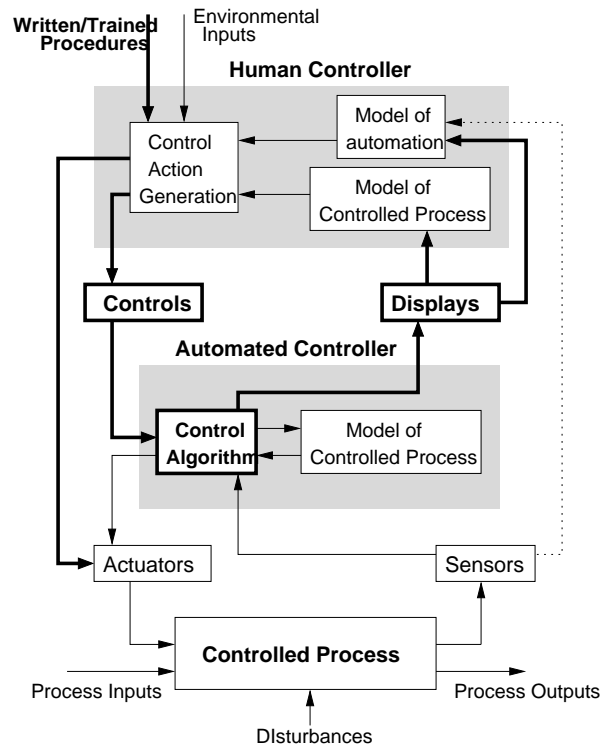 Written/Trained
Procedures
Environmental
Inputs
Human Controller
Control
Action
Generation
Model of
automation
Model of
Controlled Process
Controls
Displays
Automated Controller
Control
Algorithm
Model of
Controlled Process
Actuators
Sensors
Controlled Process
Process Inputs
Process Outputs
DIsturbances